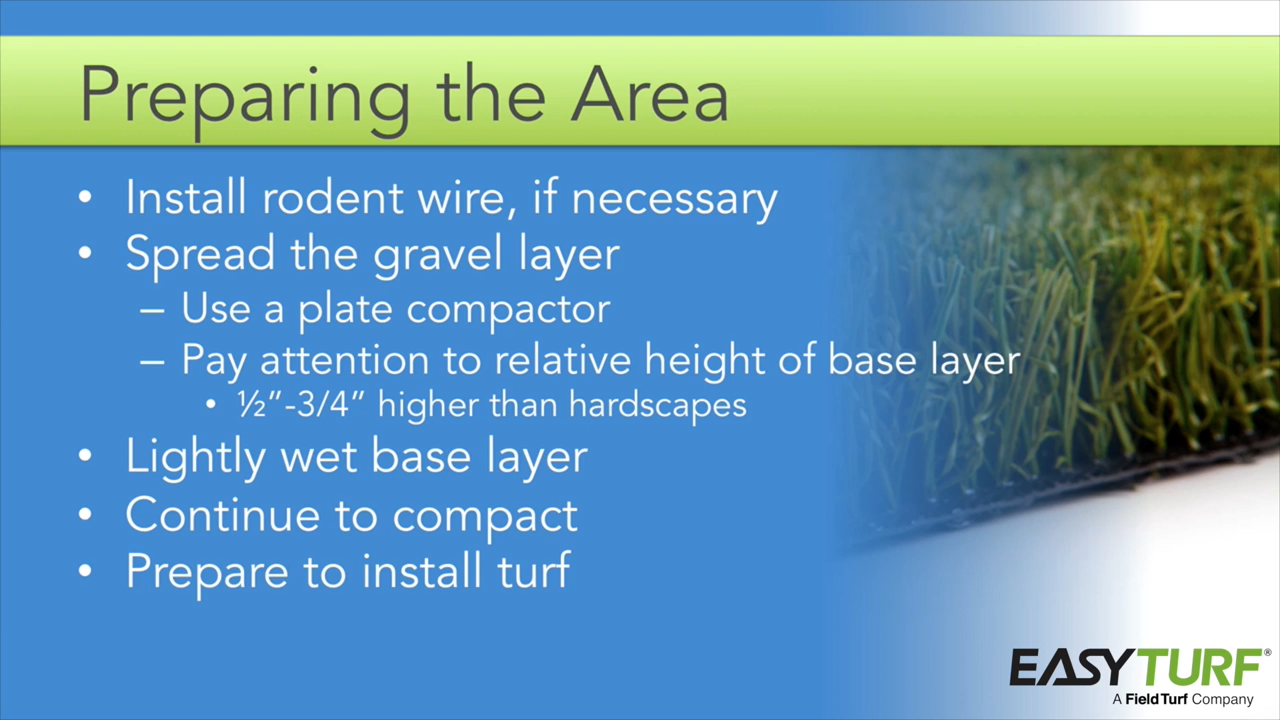 Preparing the Area
• Install rodent wire, if necessary
• Spread the gravel layer
– Use a plate compactor
– Pay attention to relative height of base layer
• ½”-3/4” higher than hardscapes
• Lightly wet base layer
• Continue to compact
• Prepare to install turf
EASYTURF®
A FieldTurf Company